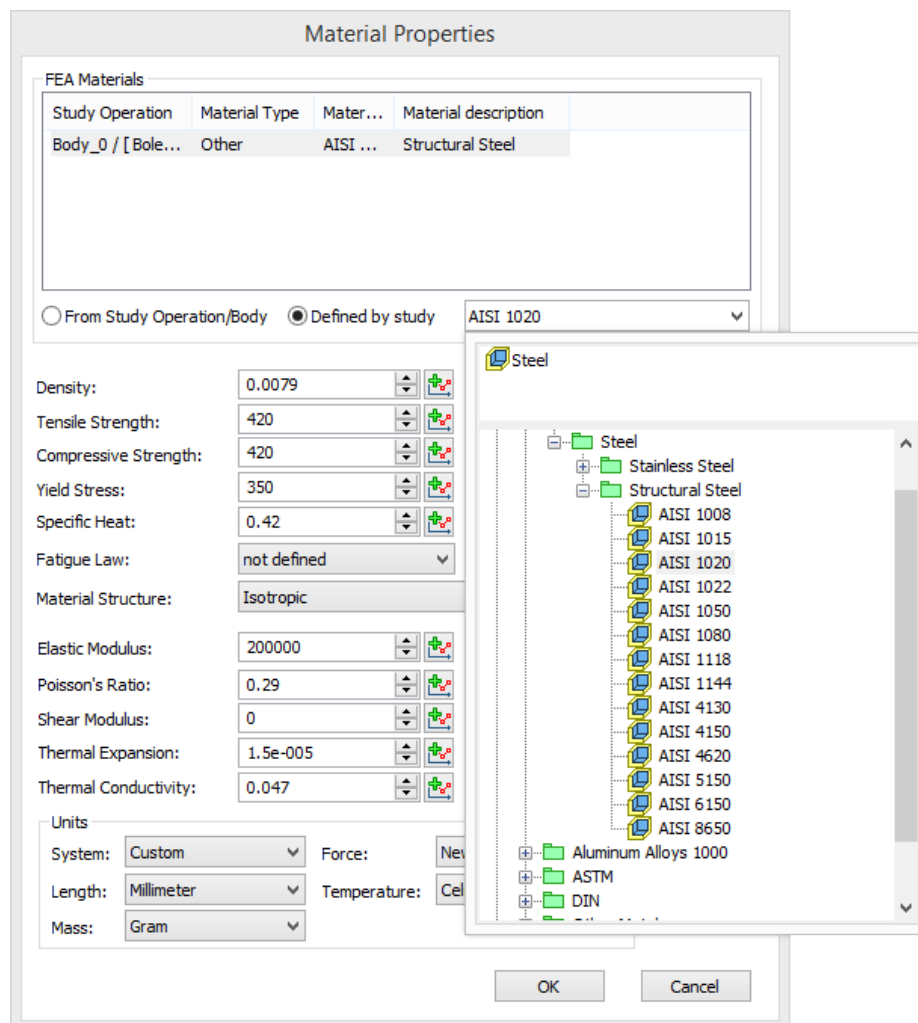 Material Properties
FEA Materials
Study Operation Material Type Mater... Material description
Body_0 / [ Bole... Other AISI ... Structural Steel
From Study Operation/Body Defined by study AISI 1020
Steel
Density: 0.0079
Tensile Strength: 420
Compressive Strength: 420
Yield Stress: 350
Specific Heat: 0.42
Fatigue Law: not defined
Material Structure: Isotropic
Elastic Modulus: 200000
Poisson's Ratio: 0.29
Shear Modulus: 0
Thermal Expansion: 1.5e-005
Thermal Conductivity: 0.047
Steel
Stainless Steel
Structural Steel
AISI 1008
AISI 1015
AISI 1020
AISI 1022
AISI 1050
AISI 1080
AISI 1118
AISI 1144
AISI 4130
AISI 4150
AISI 4620
AISI 5150
AISI 6150
AISI 8650
Aluminum Alloys 1000
ASTM
DIN
Units
System: Custom Force:
Length: Millimeter Temperature: Cel
Mass: Gram
OK Cancel